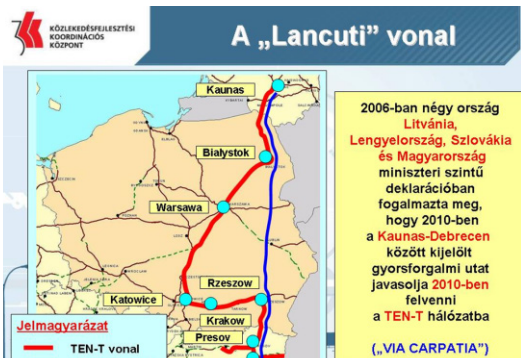 KÖZLEKEDÉSFEJLESZTÉSI
KOORDINÁCIÓS
KÖZPONT
A „Lancuti” vonal
Kaunas
Bialystok
Warsawa
Rzeszow
Katowice
Krakow
Presov
Jelmagyarázat
TEN-T vonal
2006-ban négy ország
Litvánia,
Lengyelország, Szlovákia
és Magyarország
miniszteri szintű
deklarációban
fogalmazta meg,
hogy 2010-ben
a Kaunas-Debrecen
között kijelölt
gyorsforgalmi utat
javasolja 2010-ben
felvenni
a TEN-T hálózatba
(„VIA CARPATIA”)